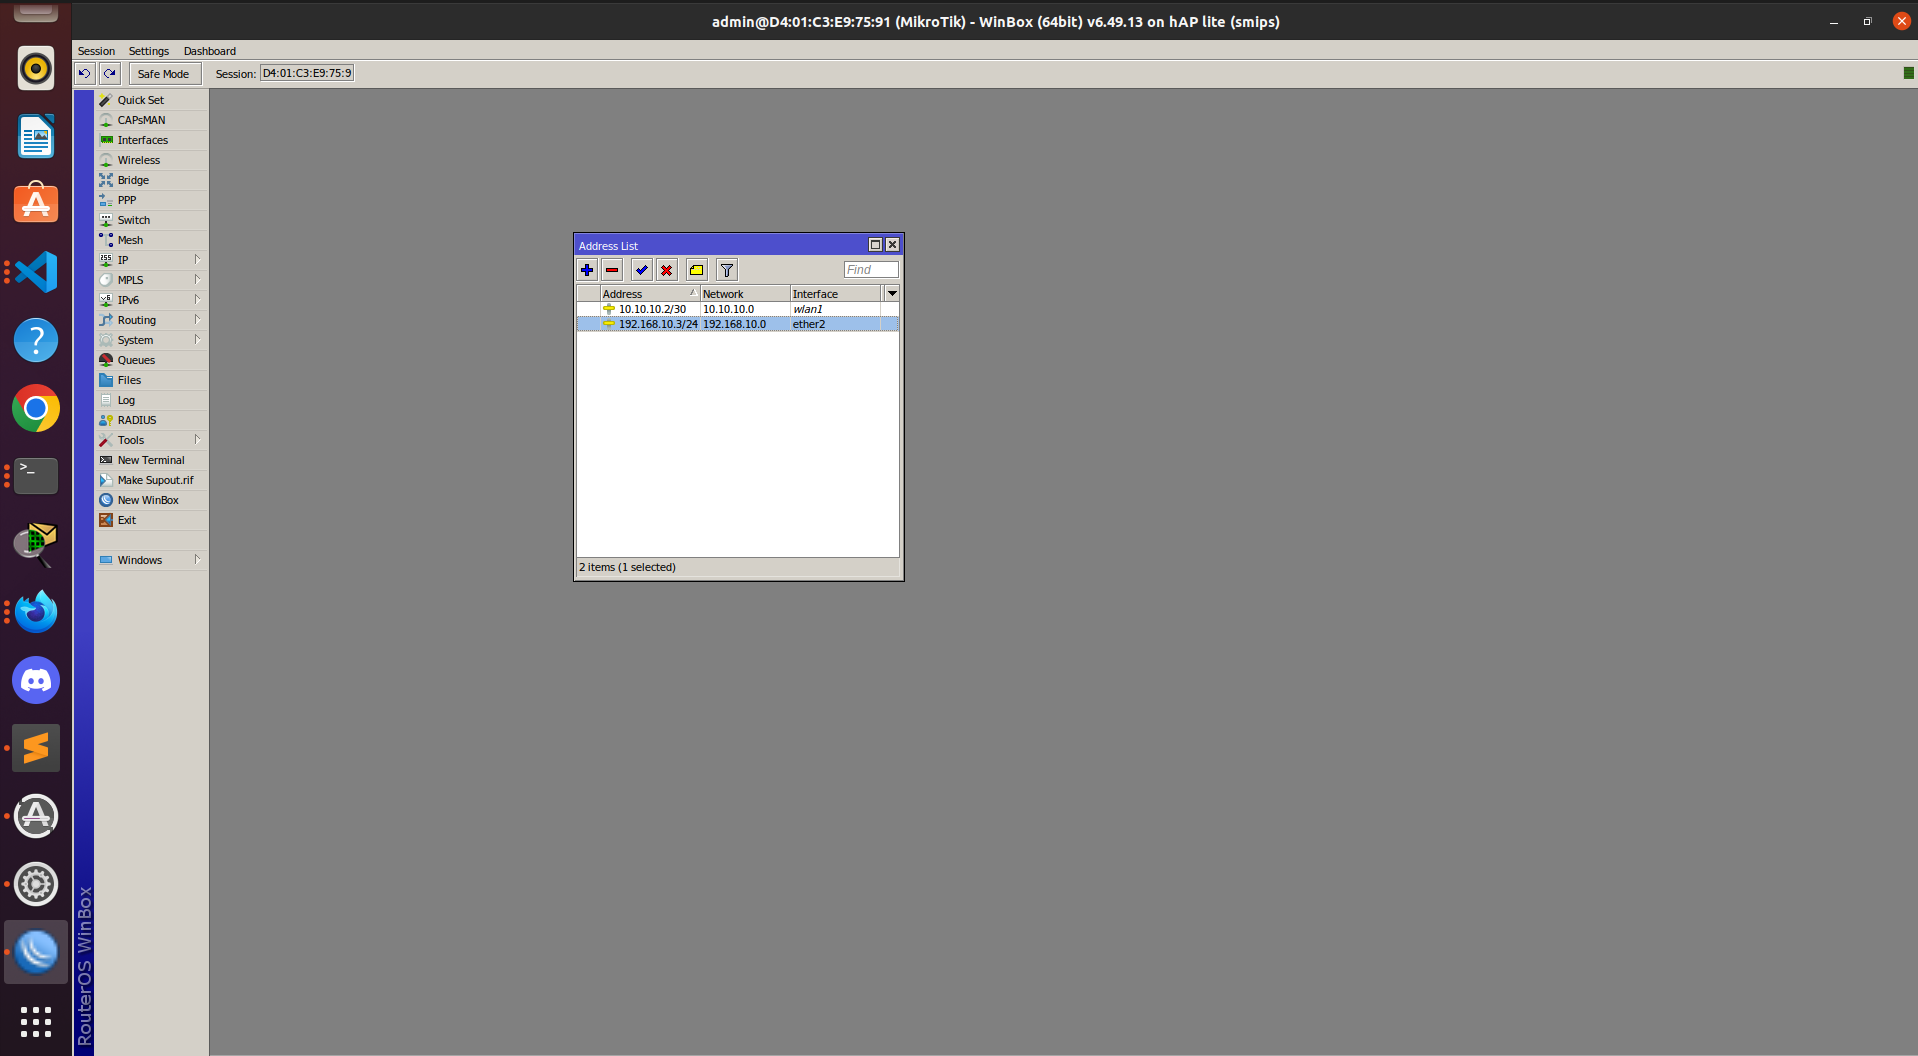 admin@D4:01:C3:E9:75:91 (MikroTik) - WinBox (64bit) v6.49.13 on hAP lite (smips)
Session Settings Dashboard
Safe Mode Session: D4:01:C3:E9:75:9
Quick Set
CAPsMAN
Interfaces
Wireless
Bridge
PPP
Switch
Mesh
IP
MPLS
IPv6
Routing
System
Queues
Files
Log
RADIUS
Tools
New Terminal
Make Supout.rif
New WinBox
Exit
Windows
RouterOS WinBox
Address List
Find
Address Network Interface
10.10.10.2/30 10.10.10.0 wlan1
192.168.10.3/24 192.168.10.0 ether2
2 items (1 selected)